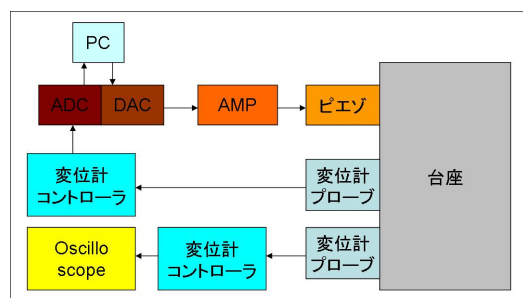 PC
ADC
DAC
AMP
ピエゾ
変位計
コントローラ
変位計
プローブ
台座
Oscillo
scope
変位計
コントローラ
変位計
プローブ